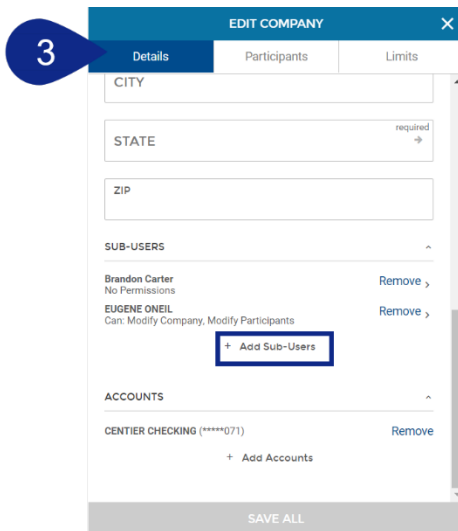 EDIT COMPANY
3
Details Participants Limits
CITY
STATE required
ZIP
SUB-USERS
Brandon Carter Remove
No Permissions
EUGENE ONEIL Remove
Can: Modify Company, Modify Participants
+ Add Sub-Users
ACCOUNTS
CENTIER CHECKING (*****071) Remove
+ Add Accounts
SAVE ALL